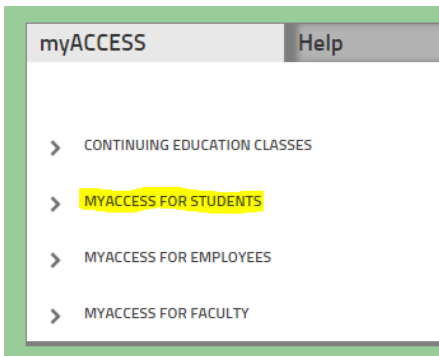 myACCESS Help
CONTINUING EDUCATION CLASSES
MYACCESS FOR STUDENTS
MYACCESS FOR EMPLOYEES
MYACCESS FOR FACULTY